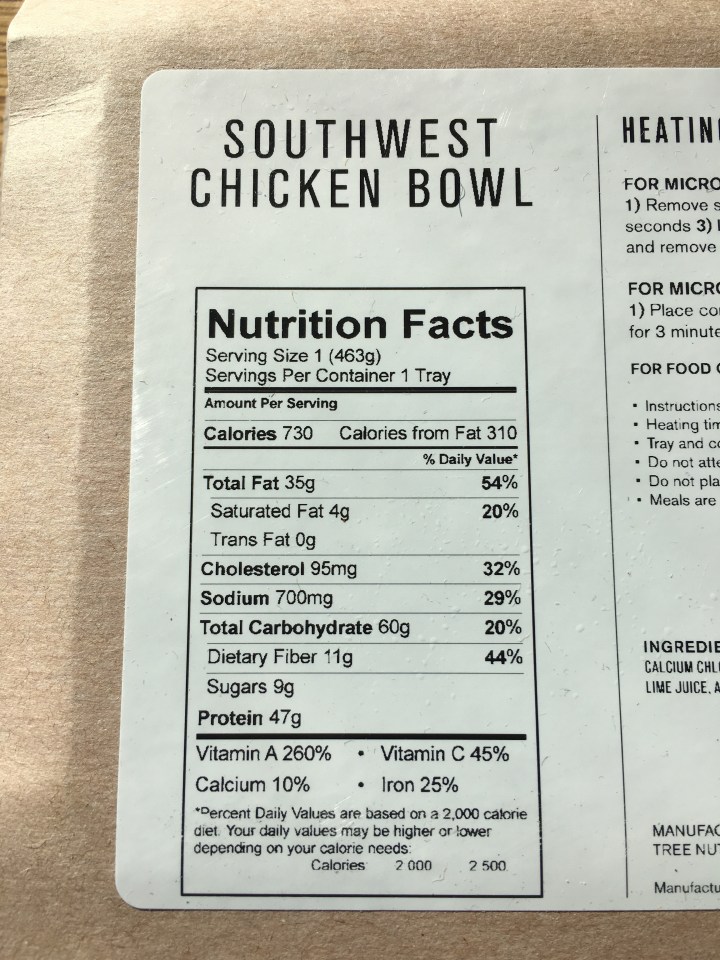 SOUTHWEST
CHICKEN BOWL
Nutrition Facts
Serving Size 1 (463g)
Servings Per Container 1 Tray
Amount Per Serving
Calories 730 Calories from Fat 310
% Daily Value*
Total Fat 35g 54%
Saturated Fat 4g 20%
Trans Fat 0g
Cholesterol 95mg 32%
Sodium 700mg 29%
Total Carbohydrate 60g 20%
Dietary Fiber 11g 44%
Sugars 9g
Protein 47g
Vitamin A 260% • Vitamin C 45%
Calcium 10% • Iron 25%
*Percent Daily Values are based on a 2,000 calorie
diet. Your daily values may be higher or lower
depending on your calorie needs:
Calories 2 000 2 500
HEATIN
FOR MICRO
1) Remove s
seconds 3)
and remove
FOR MICRO
1) Place co
for 3 minute
FOR FOOD
• Instructions
• Heating tim
• Tray and co
• Do not atte
• Do not pla
• Meals are
INGREDIE
CALCIUM CHL
LIME JUICE, A
MANUFAC
TREE NU
Manufactu